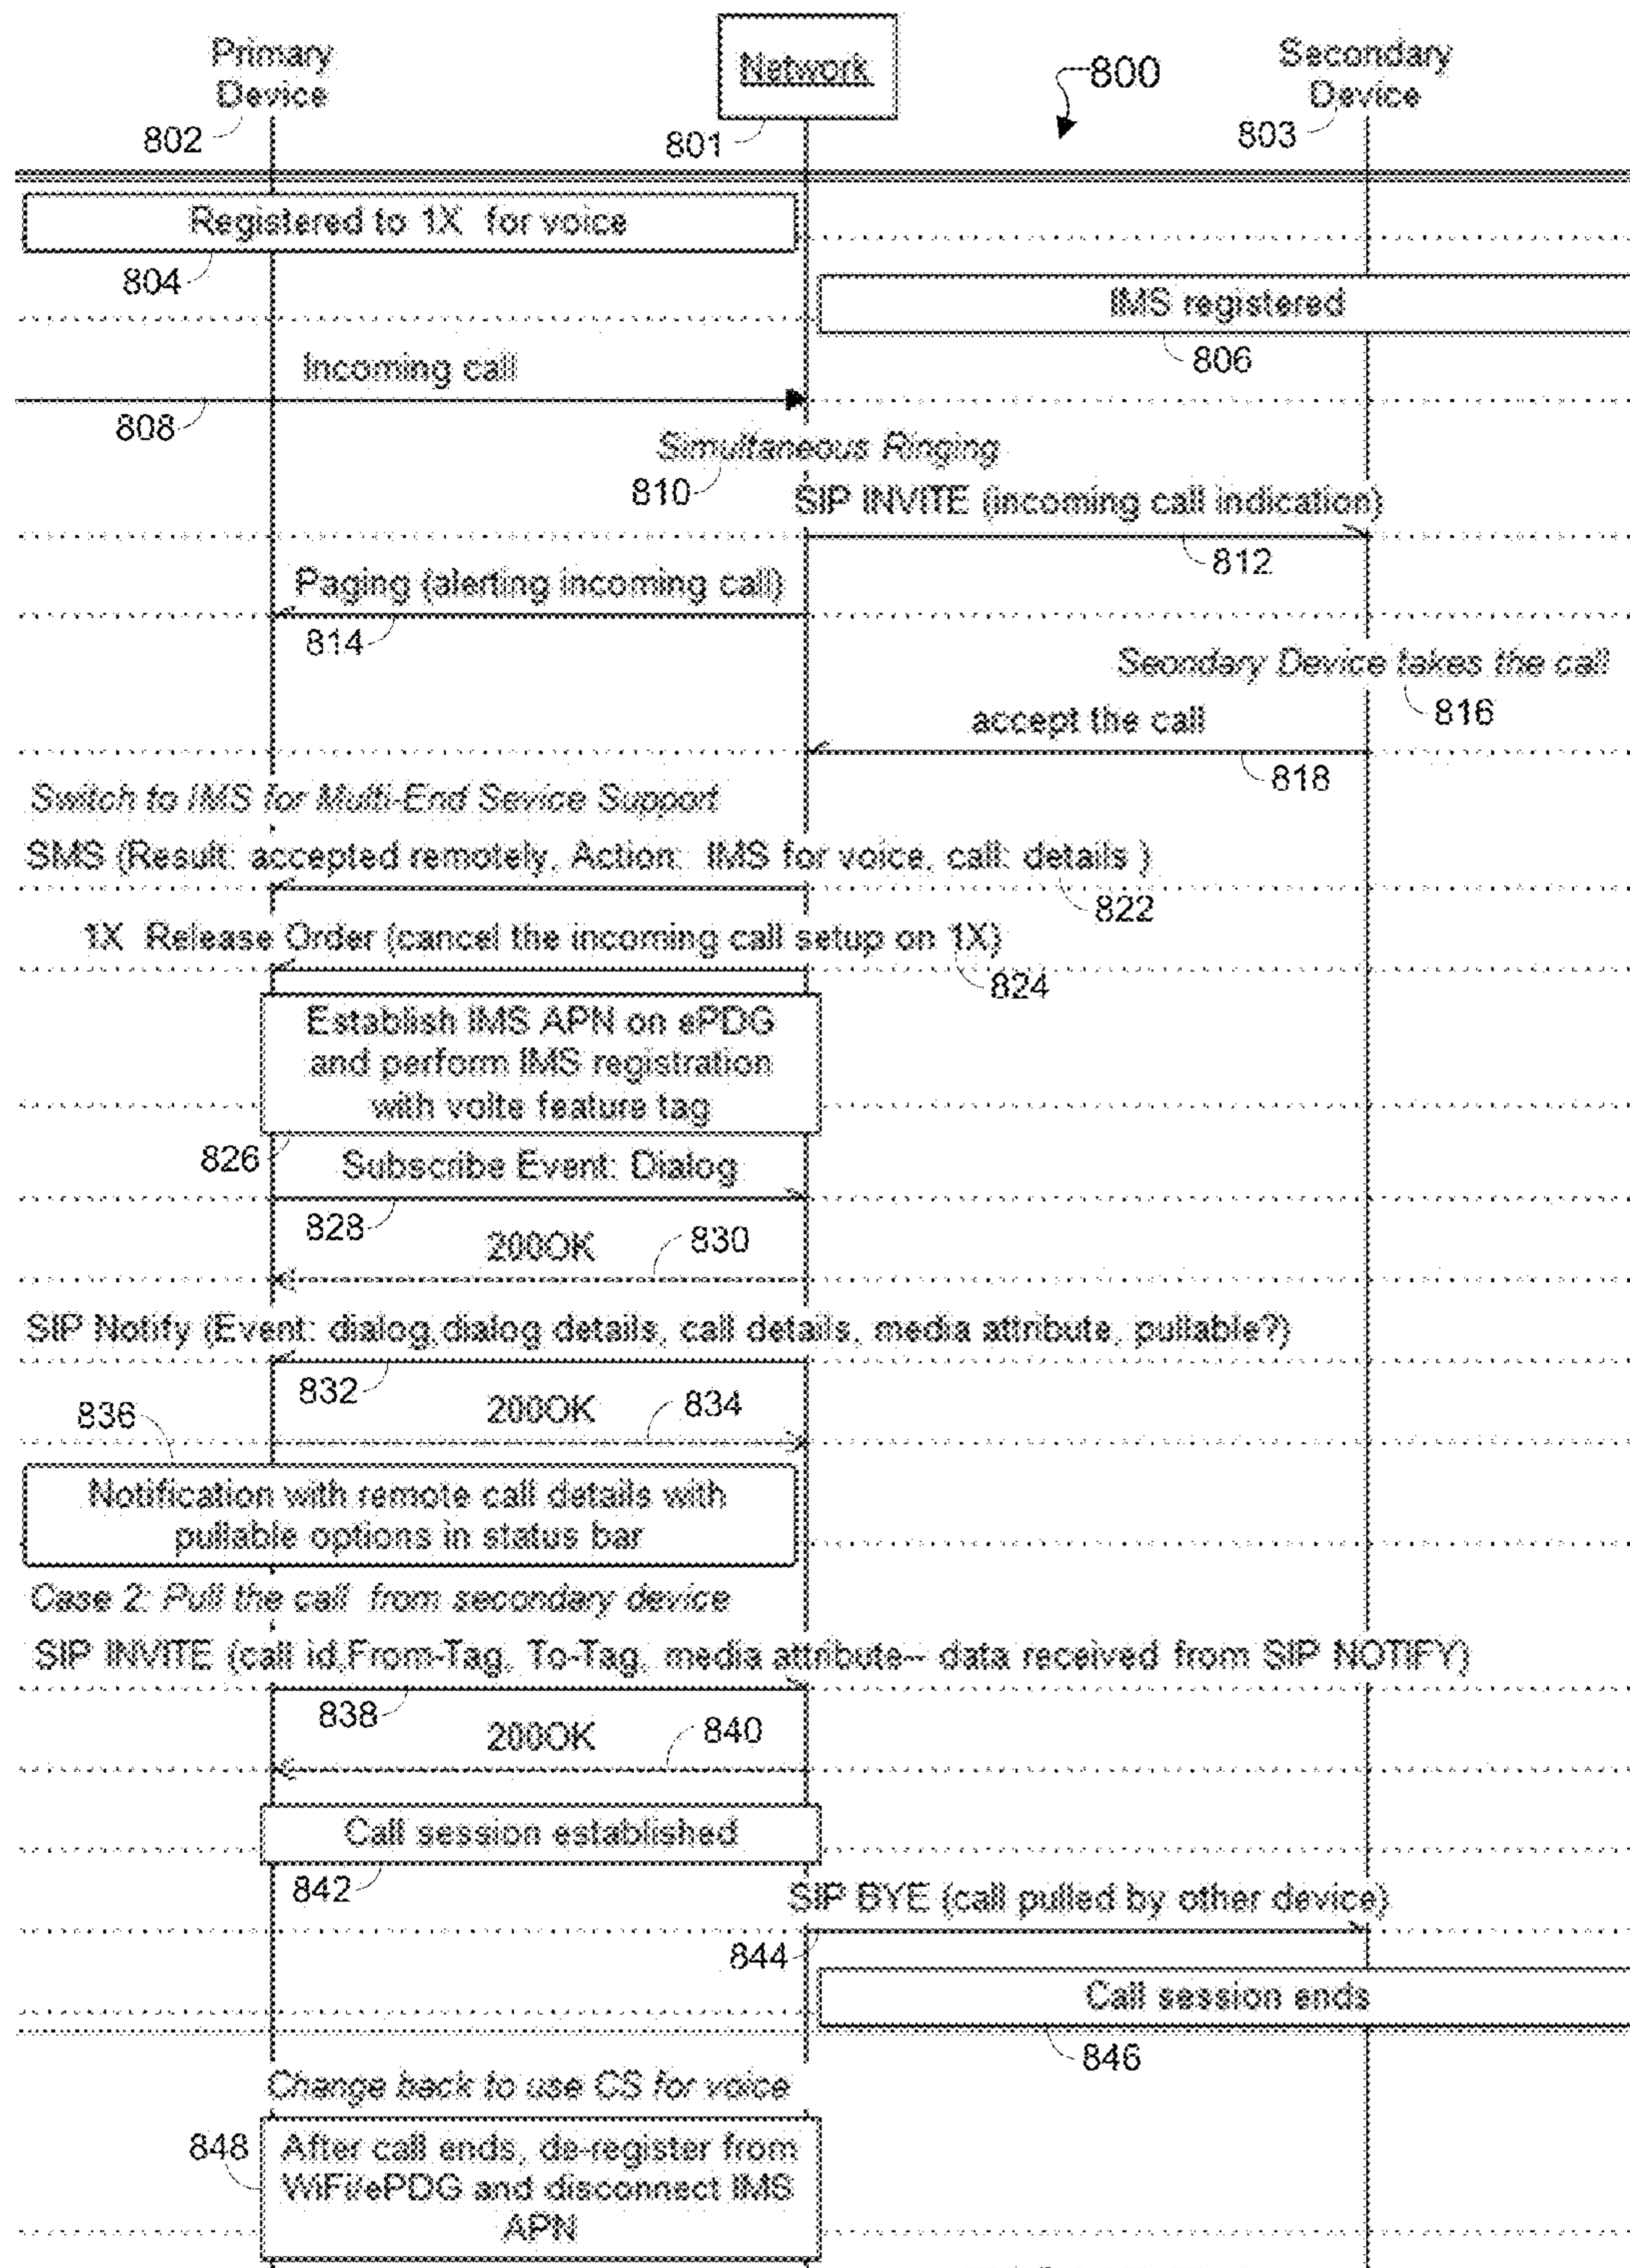 Primary
Device
802
Network
801
800
Secondary
Device
803
Registered to 1X for voice
804
IMS registered
806
Incoming call
808
Simultaneous Ringing
810
SIP INVITE (incoming call indication)
812
Paging (alerting incoming call)
814
Seondary Device takes the call
816
accept the call
818
Switch to IMS for Multi-End Sevice Support
SMS (Result: accepted remotely, Action: IMS for voice, call: details )
822
1X Release Order (cancel the incoming call setup on 1X)
824
Establish IMS APN on ePDG
and perform IMS registration
with volte feature tag
826
Subscribe Event: Dialog
828
200OK
830
SIP Notify (Event: dialog,dialog details, call details, media attribute, pullable?)
832
200OK
834
836
Notification with remote call details with
pullable options in status bar
Case 2: Pull the call from secondary device
SIP INVITE (call id,From-Tag, To-Tag, media attribute-- data received from SIP NOTIFY)
838
200OK
840
Call session established
842
SIP BYE (call pulled by other device)
844
Call session ends
846
Change back to use CS for voice
848
After call ends, de-register from
WiFi/ePDG and disconnect IMS
APN